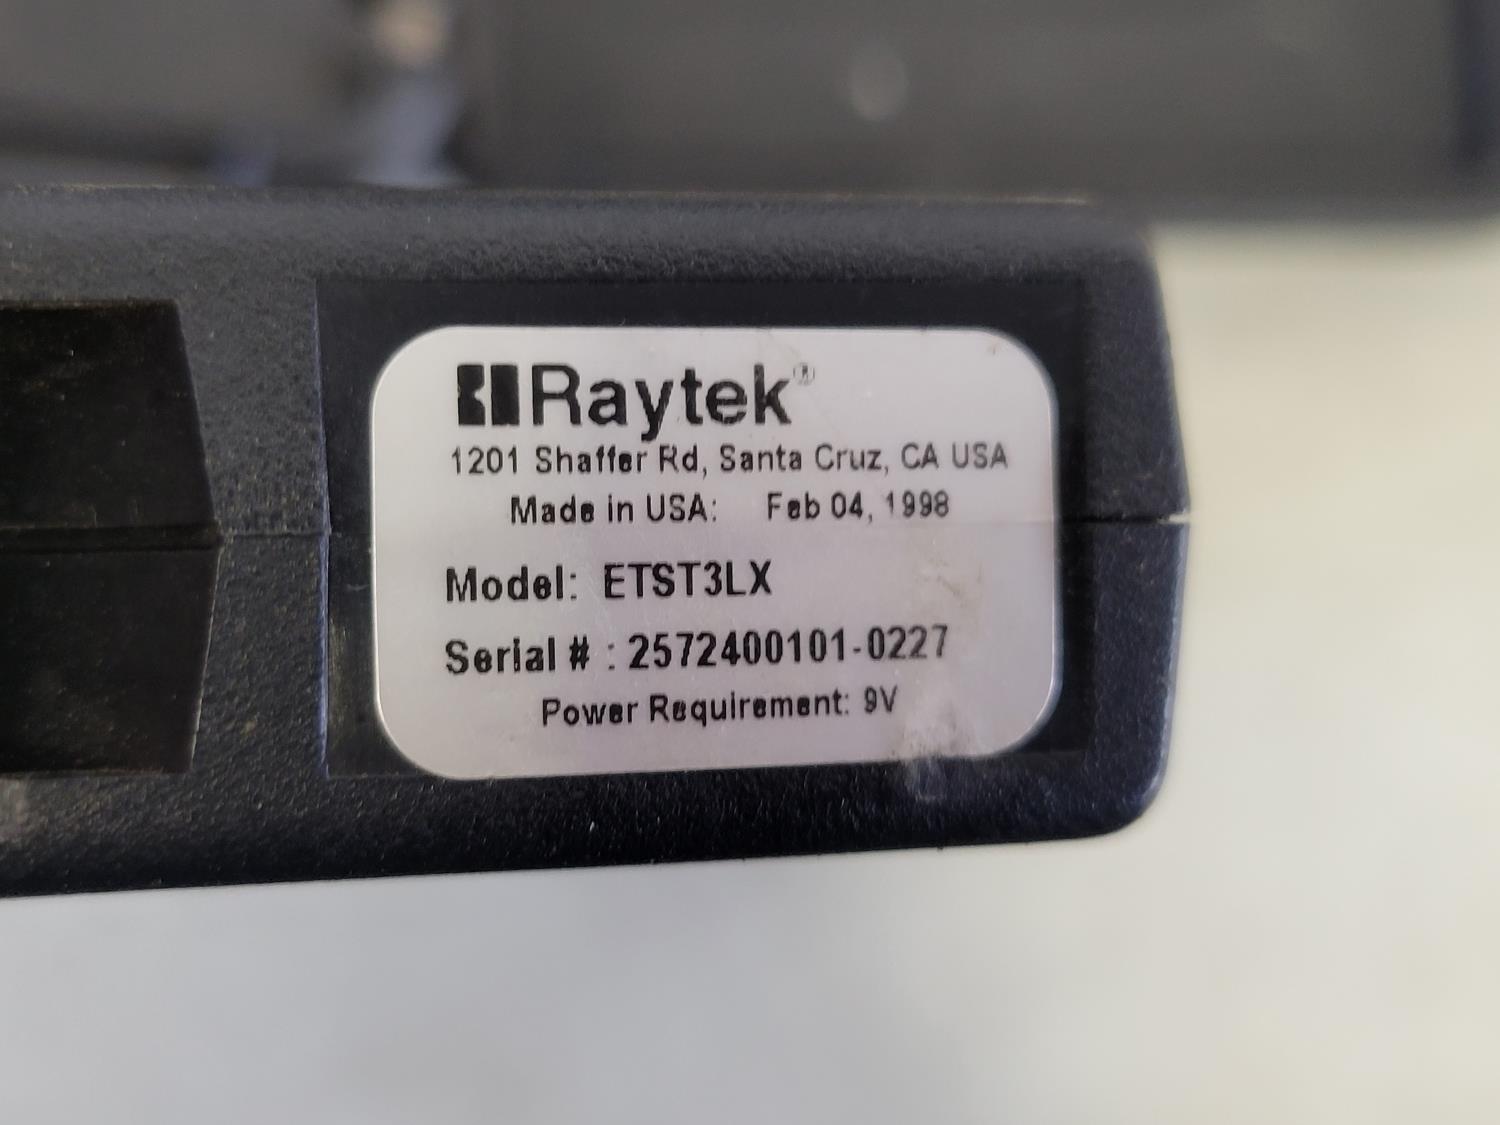 Raytek®
1201 Shaffer Rd, Santa Cruz, CA USA
Made in USA: Feb 04, 1998
Model: ETST3LX
Serial # : 2572400101-0227
Power Requirement: 9V